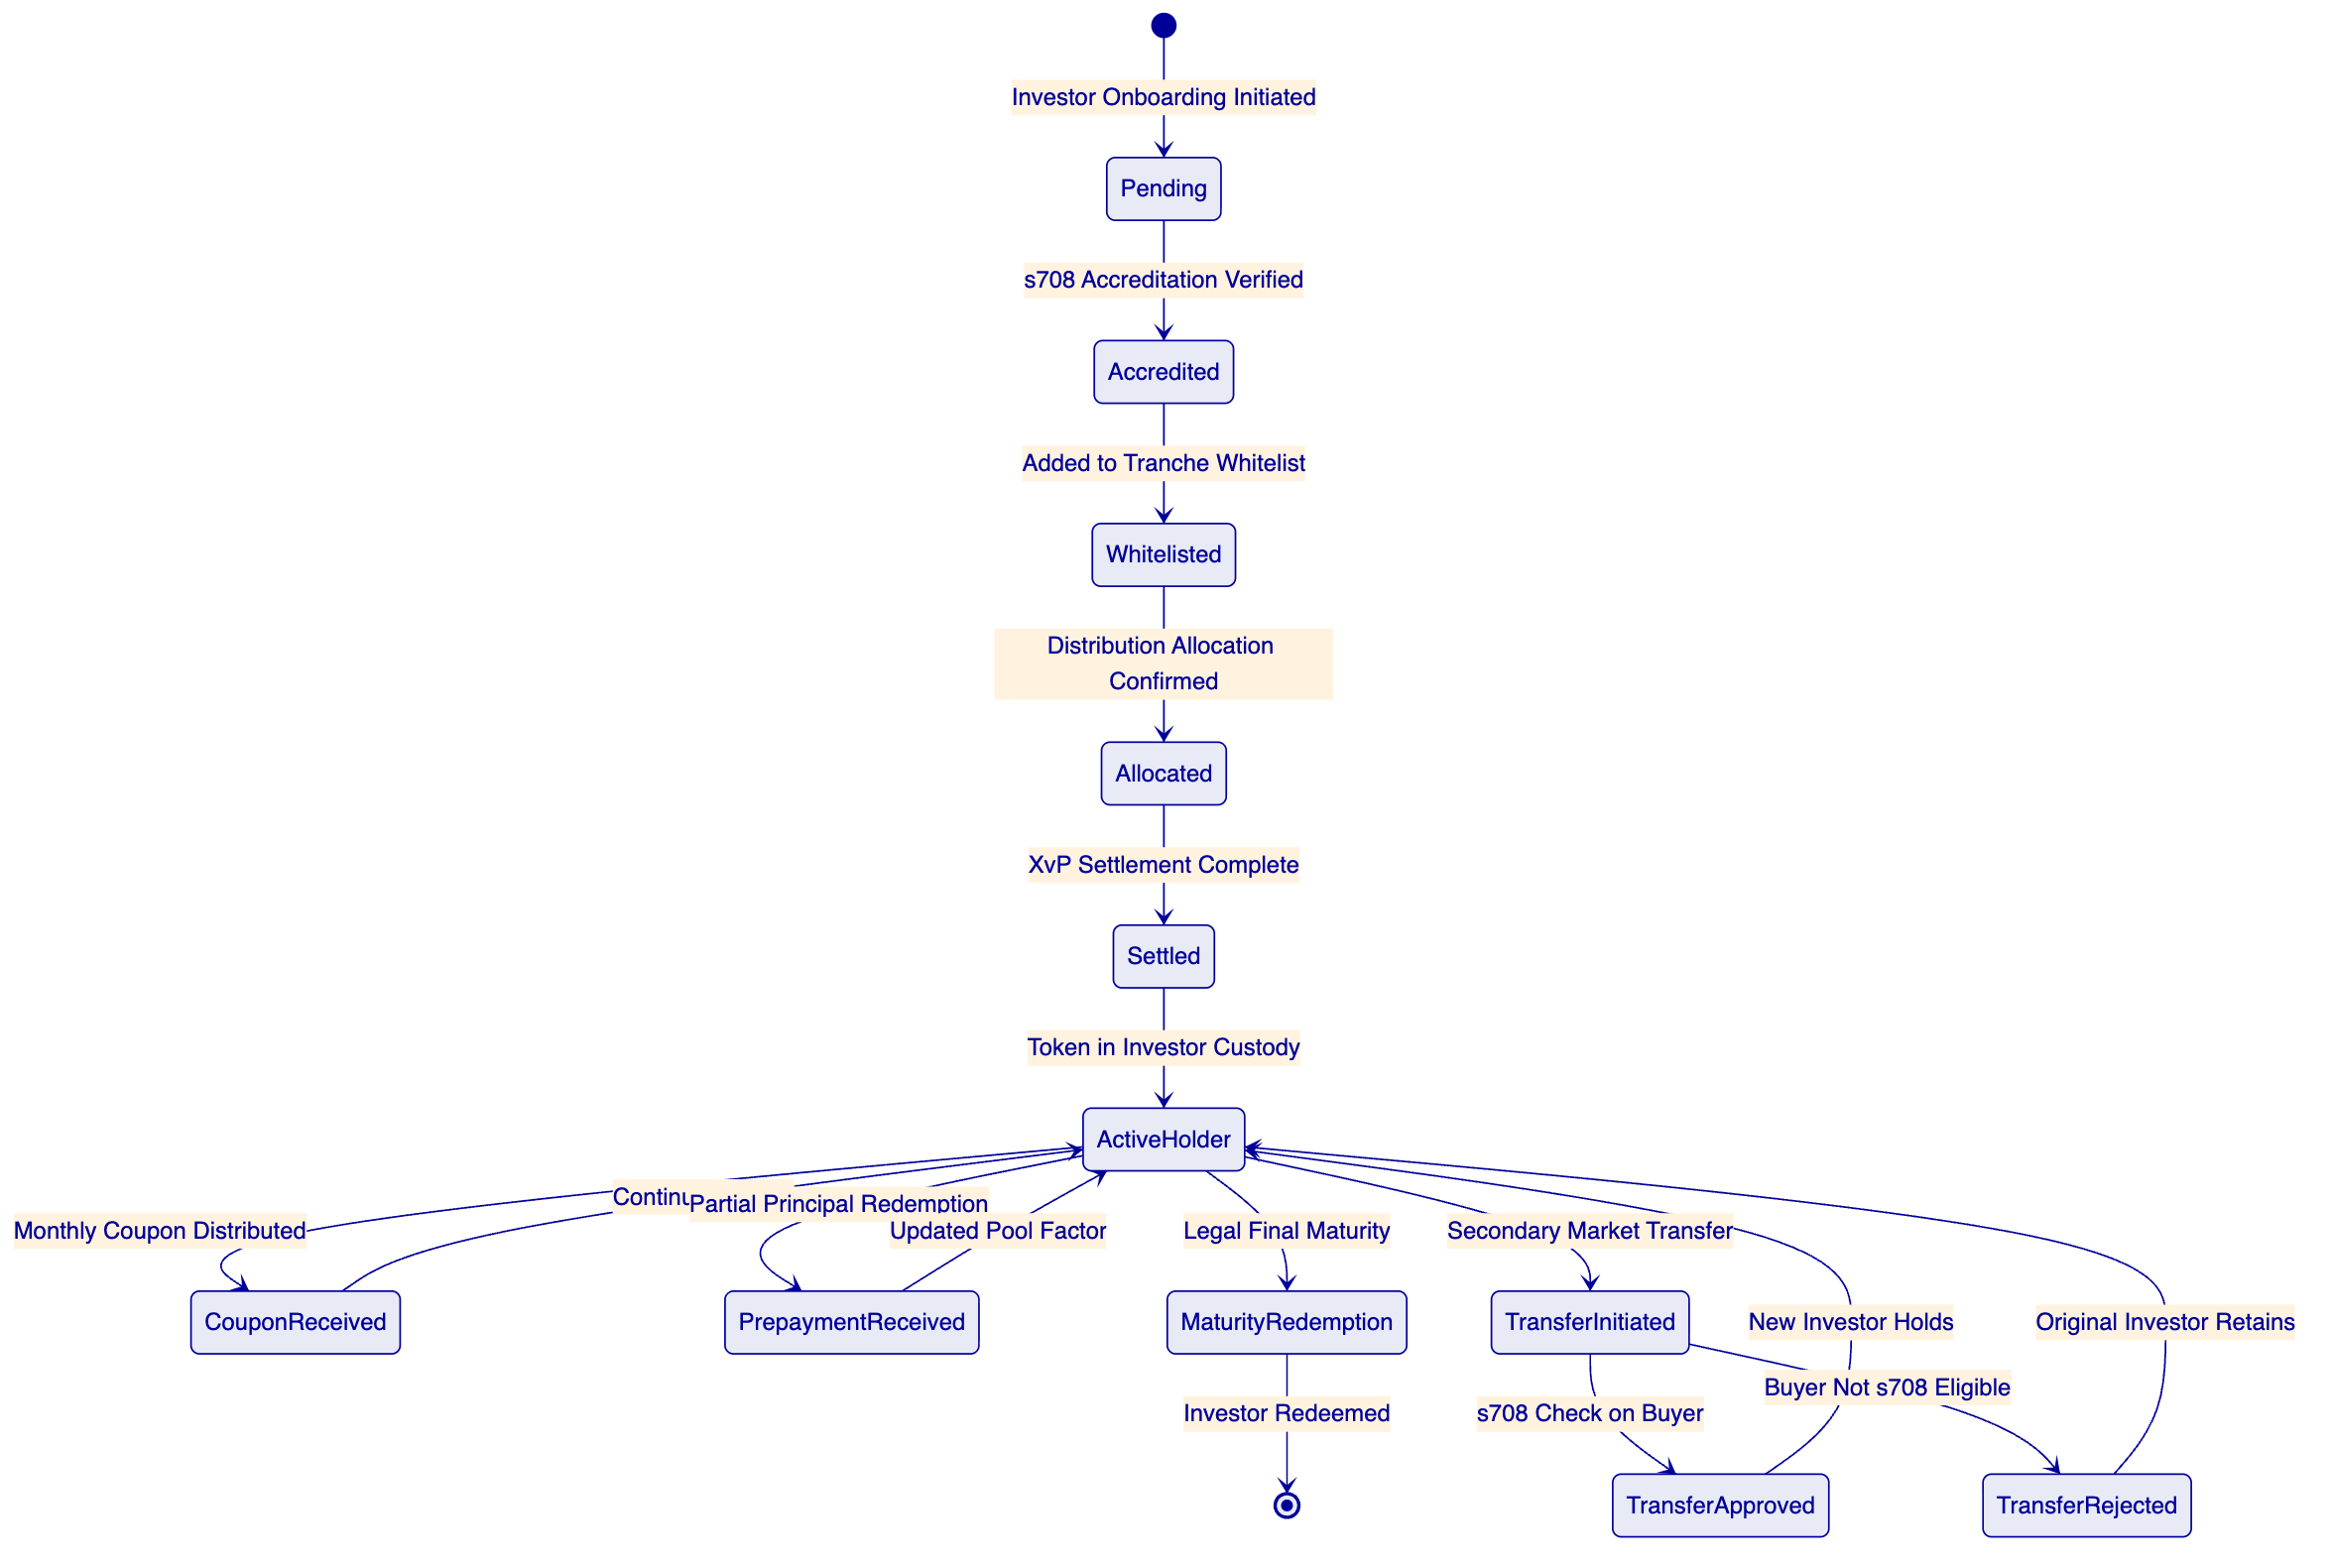 Investor Onboarding Initiated
Pending
s708 Accreditation Verified
Accredited
Added to Tranche Whitelist
Whitelisted
Distribution Allocation
Confirmed
Allocated
XvP Settlement Complete
Settled
Token in Investor Custody
ActiveHolder
Partial Principal Redemption
Monthly Coupon Distributed
Updated Pool Factor
Legal Final Maturity
Secondary Market Transfer
CouponReceived
PrepaymentReceived
MaturityRedemption
TransferInitiated
New Investor Holds
Original Investor Retains
Buyer Not s708 Eligible
Investor Redeemed
s708 Check on Buyer
TransferApproved
TransferRejected